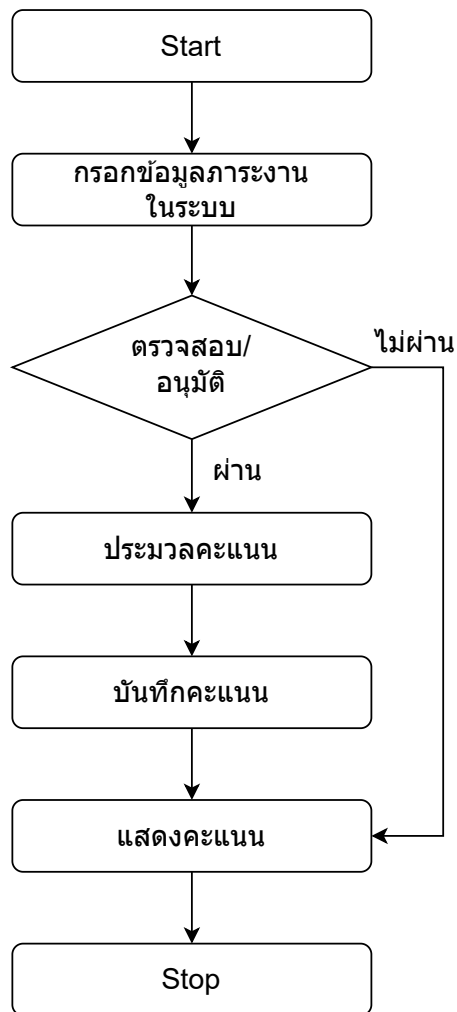 Start
กรอกข้อมูลภาระงาน
ในระบบ
ตรวจสอบ/
อนุมัติ
ไม่ผ่าน
ผ่าน
ประมวลคะแนน
บันทึกคะแนน
แสดงคะแนน
Stop